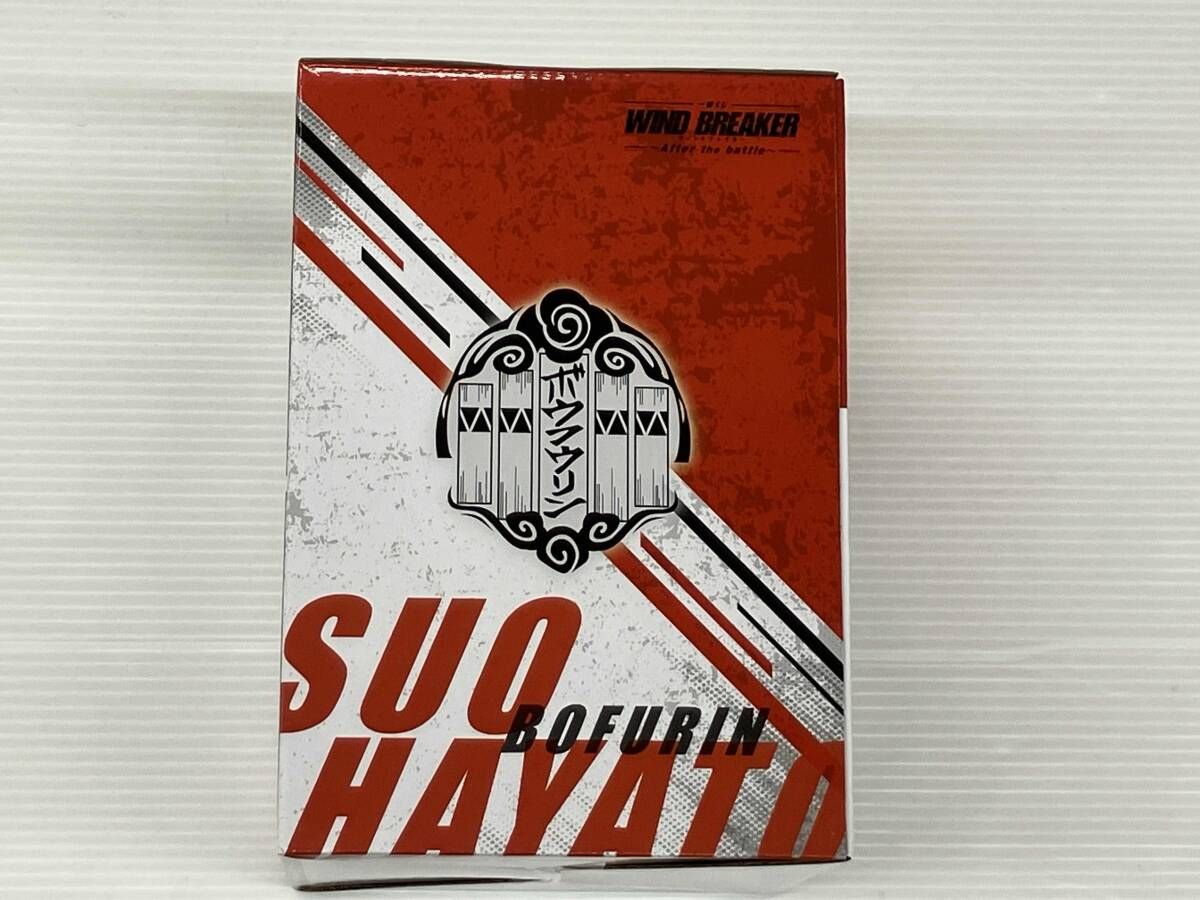 WIND BREAKER
~After the battle~
ボウフウリン
SUO
BOFURIN
HAYATO